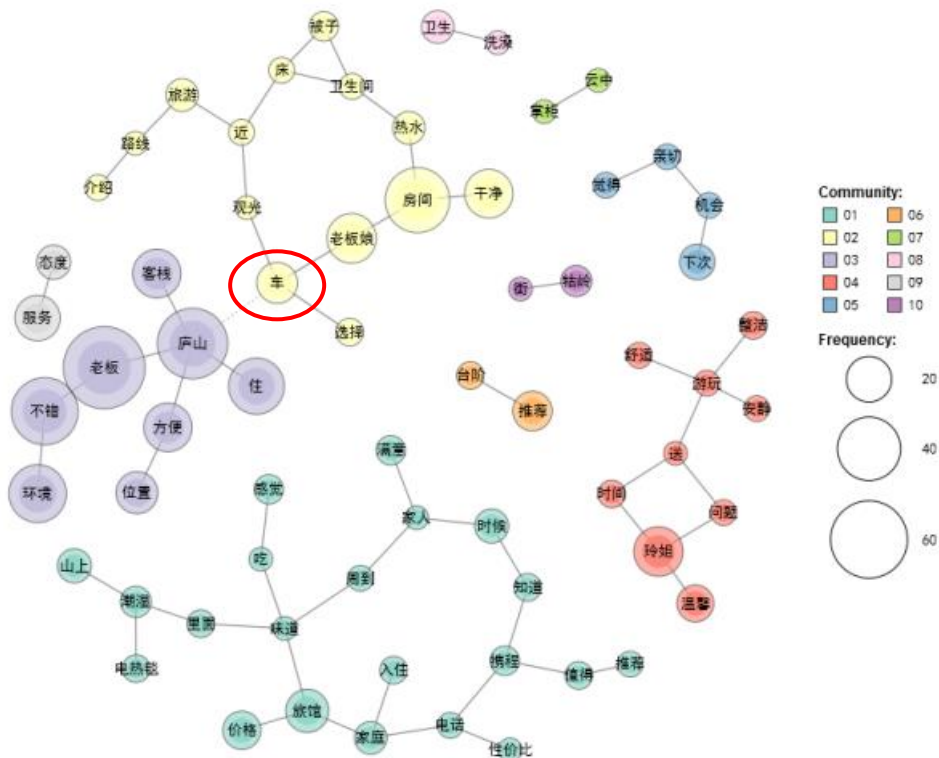 被子
卫生
洗澡
床
卫生间
云中
掌柜
旅游
近
热水
路线
亲切
觉得
介绍
观光
房间
干净
机会
老板娘
下次
态度
客栈
车
街
牯岭
服务
庐山
选择
老板
住
不错
方便
环境
位置
台阶
推荐
整洁
舒适
游玩
安静
送
时间
问题
玲姐
温馨
满意
感觉
家人
时候
吃
山上
周到
知道
潮湿
里面
味道
电热毯
入住
携程
值得
推荐
旅馆
价格
家庭
电话
性价比
Community:
01
06
02
07
03
08
04
09
05
10
Frequency:
20
40
60